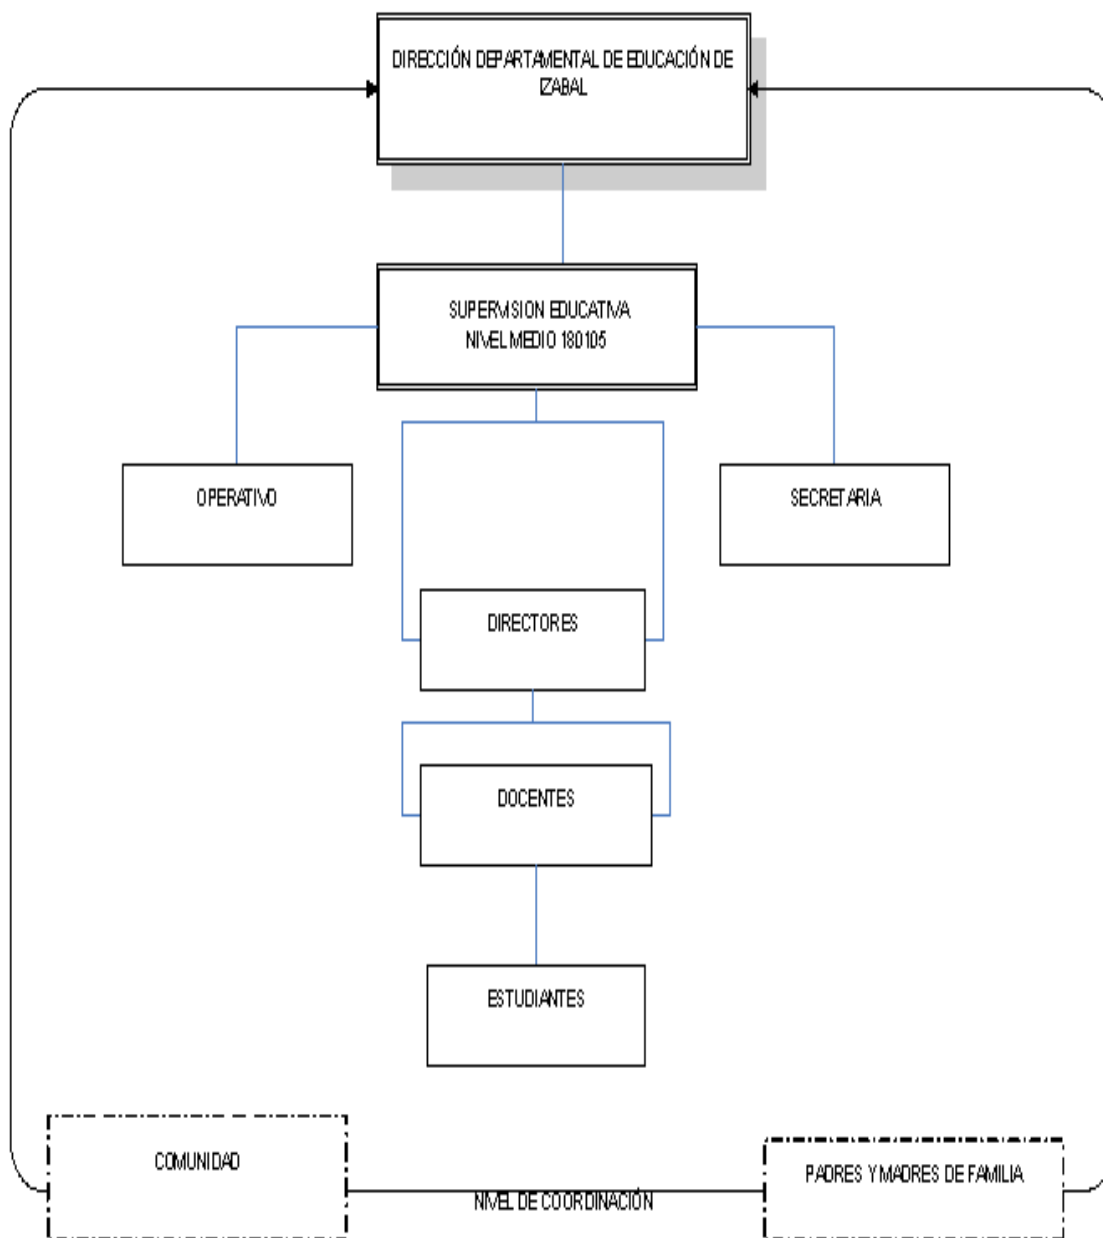 DIRECCIÓN DEPARTAMENTAL DE EDUCACIÓN DE
IZABAL
SUPERVISION EDUCATIVA
NIVEL MEDIO 180105
OPERATIVO
SECRETARIA
DIRECTORES
DOCENTES
ESTUDIANTES
COMUNIDAD
PADRES Y MADRES DE FAMILIA
NIVEL DE COORDINACIÓN